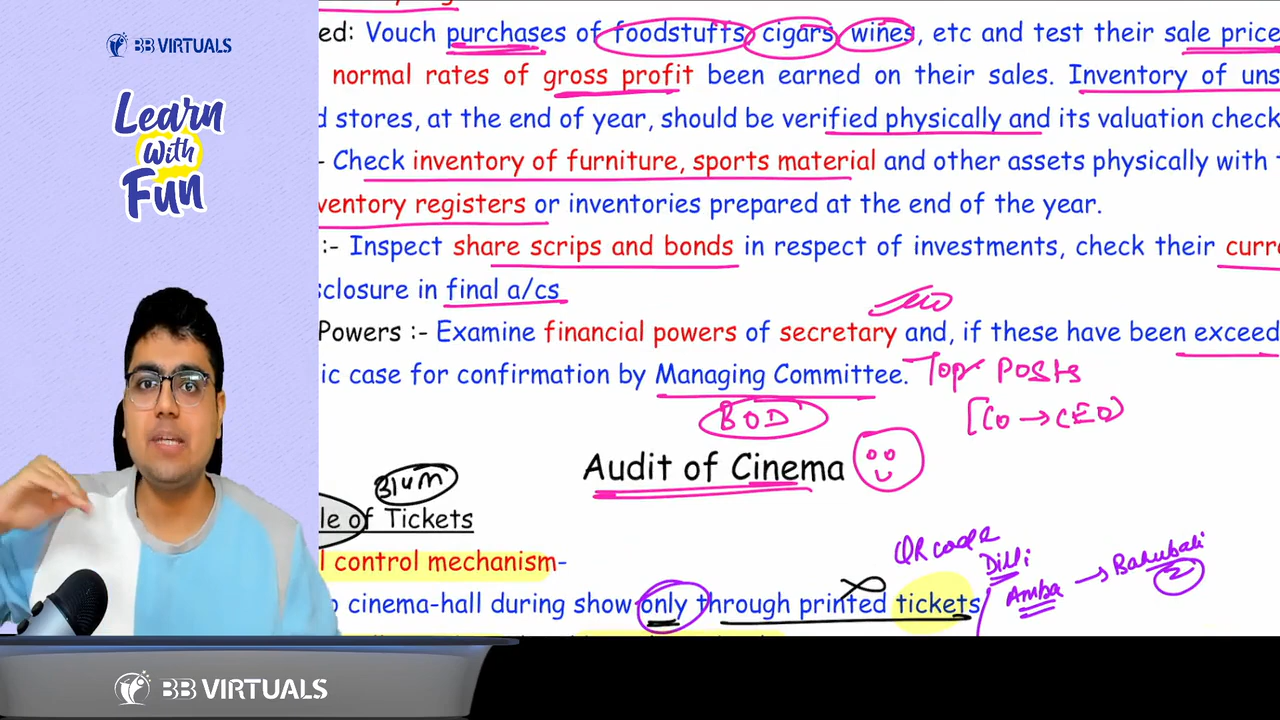 BB VIRTUALS
Learn
With
Fun
ed: Vouch purchases of foodstuffs, cigars, wines, etc and test their sale price
normal rates of gross profit been earned on their sales. Inventory of uns
d stores, at the end of year, should be verified physically and its valuation check
- Check inventory of furniture, sports material and other assets physically with
ventory registers or inventories prepared at the end of the year.
:- Inspect share scrips and bonds in respect of investments, check their curr
sclosure in final a/cs
Powers :- Examine financial powers of secretary and, if these have been exceed
ic case for confirmation by Managing Committee. Top Posts
BOD
[Co → CEO)
Audit of Cinema
le of Tickets
QR code
l control mechanism-
Dilli
Amba → Bahubali
2
cinema-hall during show only through printed tickets
BB VIRTUALS